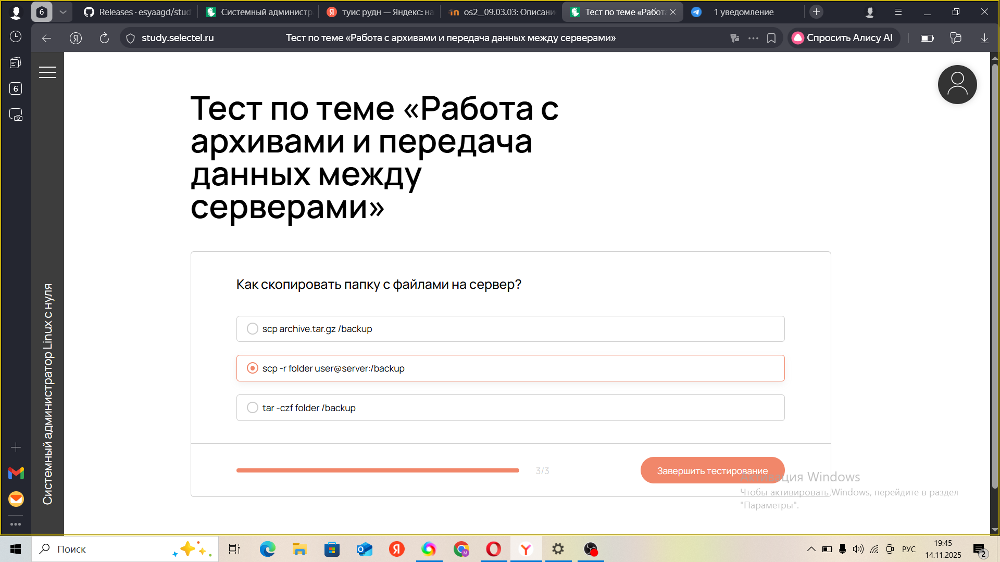 6
Releases · esyaagd/stud
Системный администр
туис рудн — Яндекс: на
os2__09.03.03: Описани
Тест по теме «Работа
1 уведомление
study.selectel.ru
Тест по теме «Работа с архивами и передача данных между серверами»
Спросить Алису AI
6
Системный администратор Linux с нуля
Тест по теме «Работа с
архивами и передача
данных между
серверами»
Как скопировать папку с файлами на сервер?
scp archive.tar.gz /backup
scp -r folder user@server:/backup
tar -czf folder /backup
3/3
Завершить тестирование
Активация Windows
Чтобы активировать Windows, перейдите в раздел
"Параметры".
Поиск
РУС
19:45
14.11.2025
2